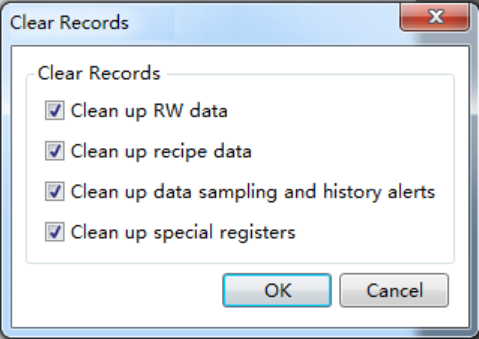 Clear Records
Clear Records
Clean up RW data
Clean up recipe data
Clean up data sampling and history alerts
Clean up special registers
OK Cancel